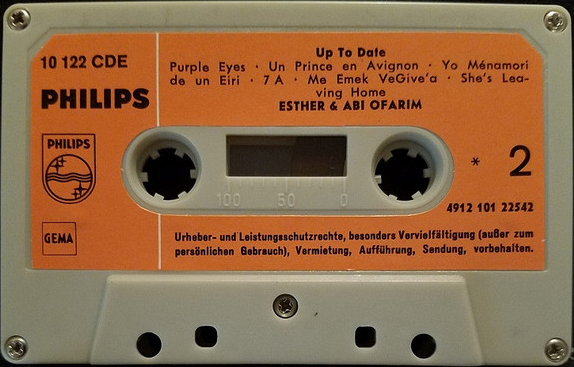 10 122 CDE
PHILIPS
PHILIPS
GEMA
Up To Date
Purple Eyes · Un Prince en Avignon · Yo Ménamori
de un Eiri · 7 A · Me Emek VeGive'a · She's Lea-
ving Home
ESTHER & ABI OFARIM
100 50 0
* 2
4912 101 22542
Urheber- und Leistungsschutzrechte, besonders Vervielfältigung (außer zum
persönlichen Gebrauch), Vermietung, Aufführung, Sendung, vorbehalten.